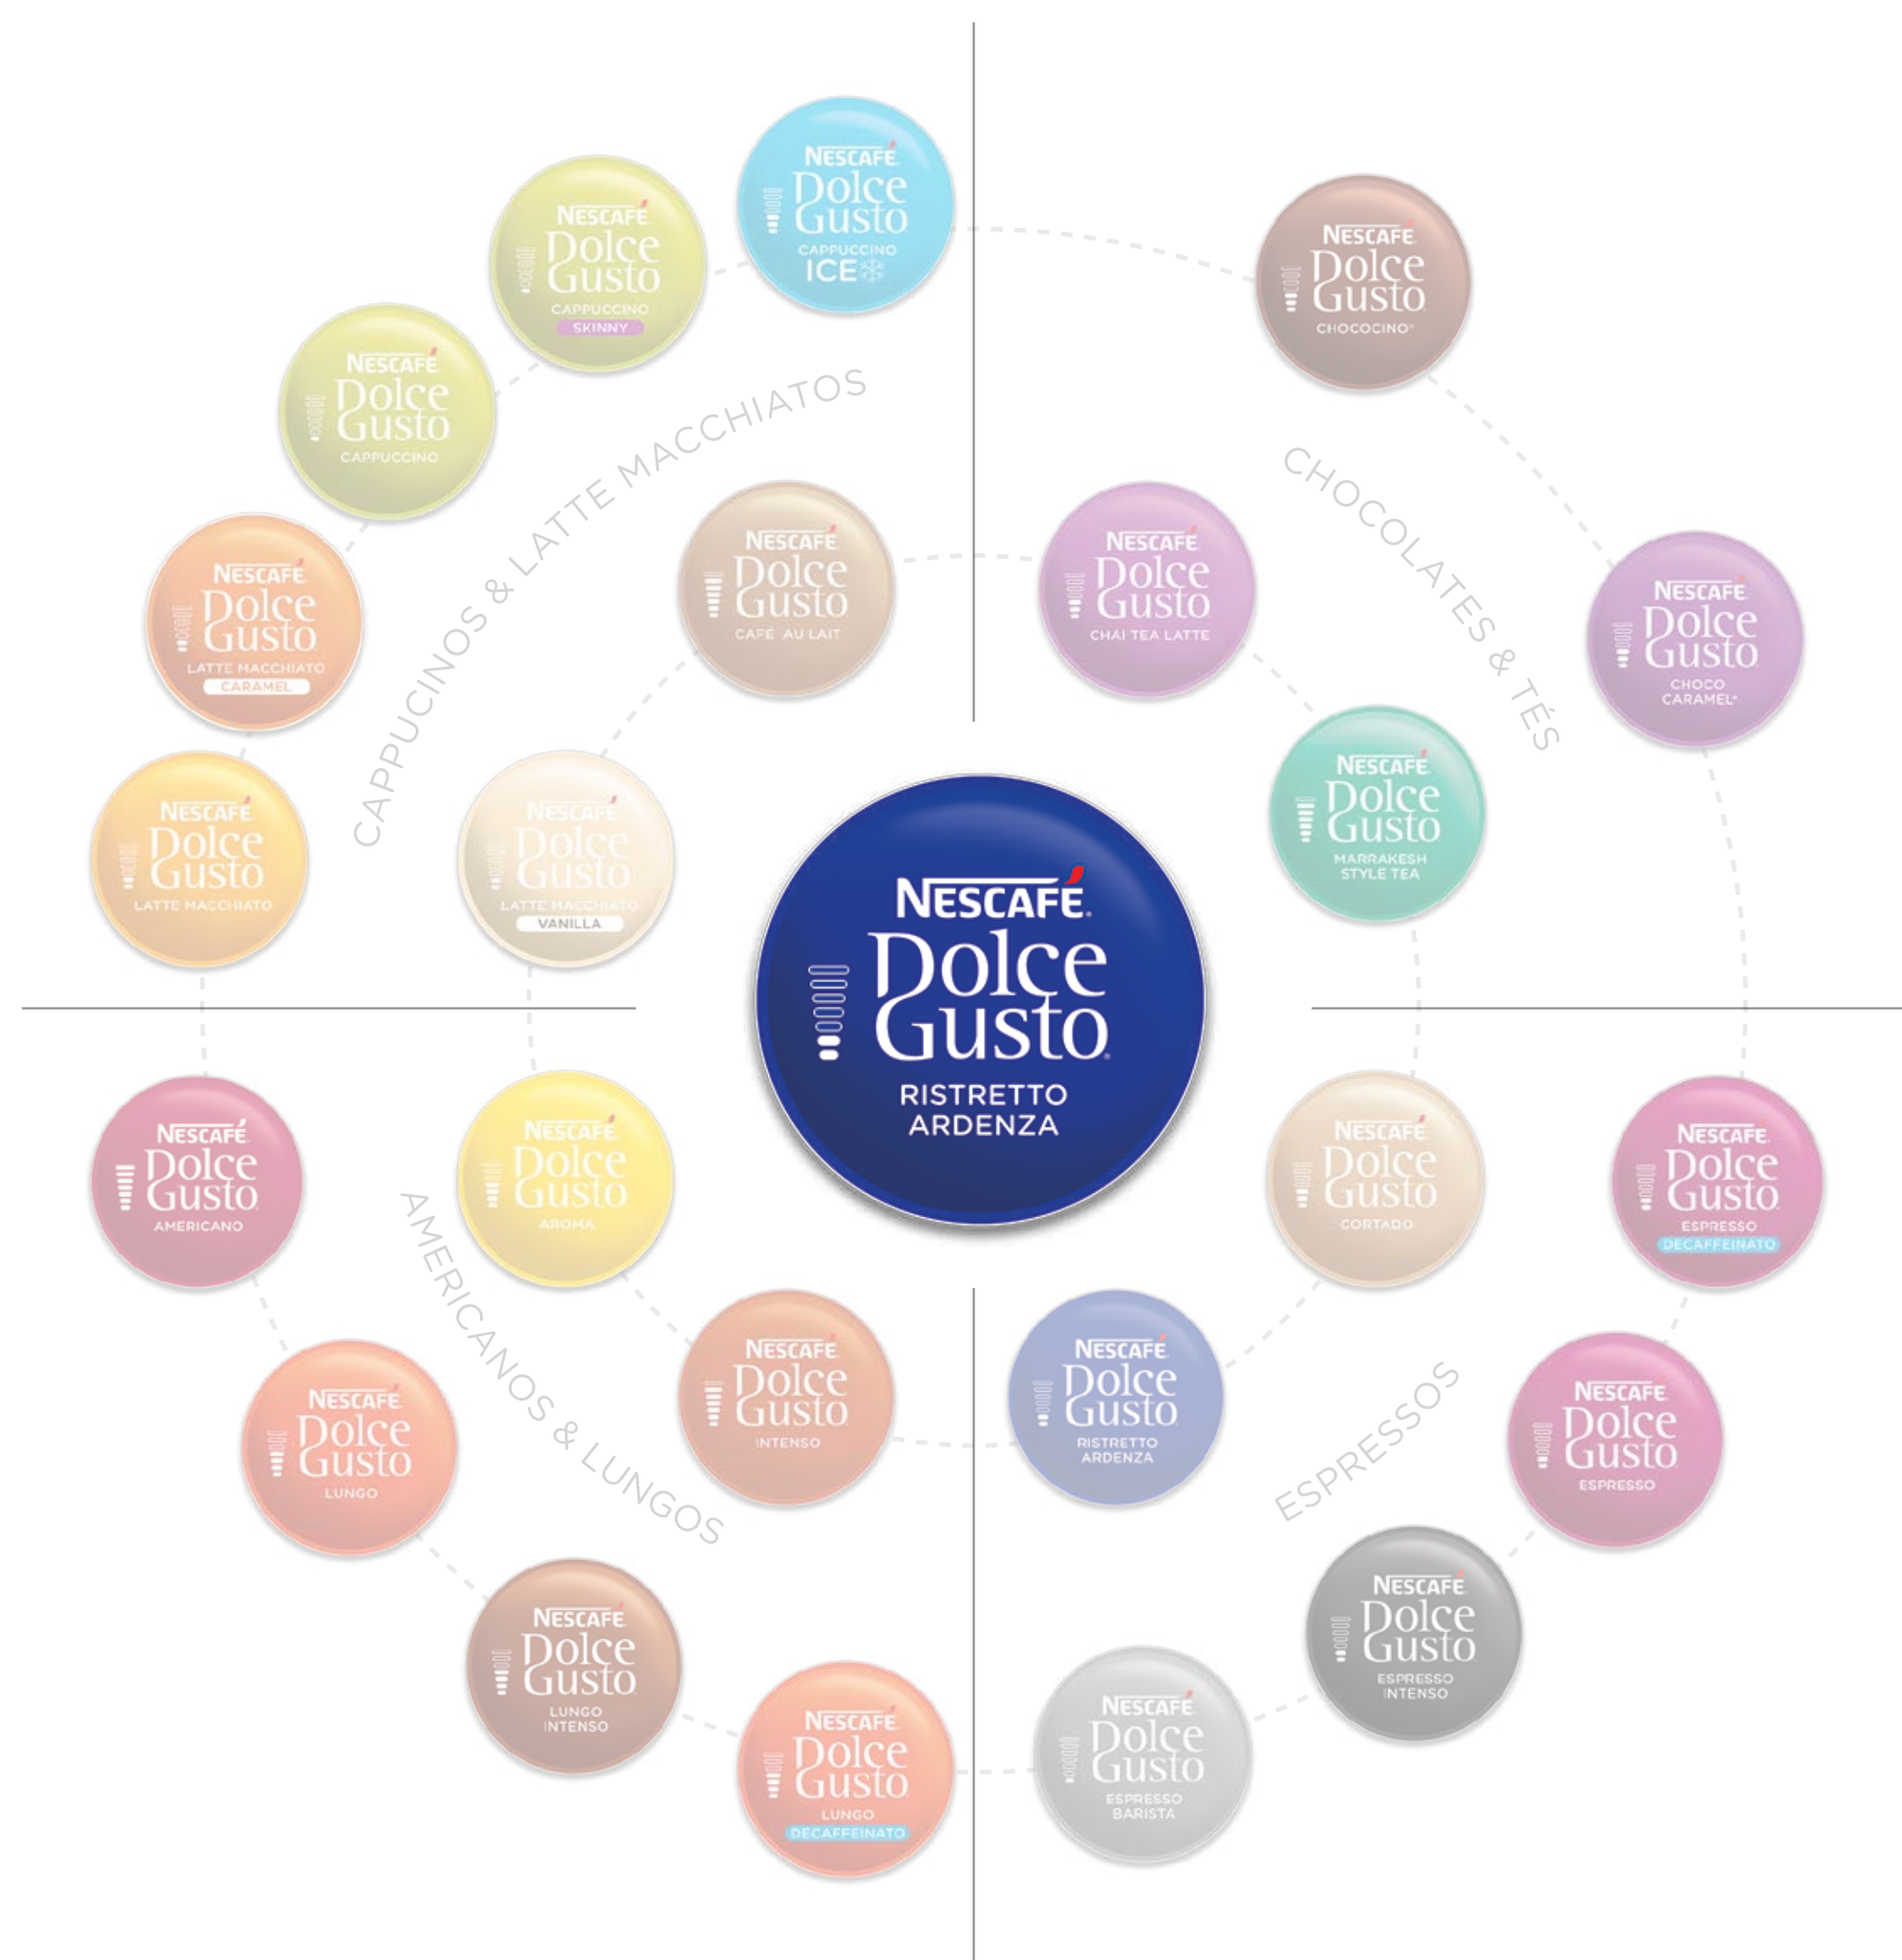 NESCAFÉ
Dolce
Gusto
CAPPUCCINO
ICE
NESCAFÉ
Dolce
Gusto
CAPPUCCINO
SKINNY
NESCAFÉ
Dolce
Gusto
CAPPUCCINO
NESCAFÉ
Dolce
Gusto
LATTE MACCHIATO
CARAMEL
NESCAFÉ
Dolce
Gusto
LATTE MACCHIATO
CAPPUCINOS & LATTE MACCHIATOS
NESCAFÉ
Dolce
Gusto
CAFÉ AU LAIT
NESCAFÉ
Dolce
Gusto
LATTE MACCHIATO
VANILLA
NESCAFÉ
Dolce
Gusto
CHOCOCINO®
NESCAFÉ
Dolce
Gusto
CHOCO
CARAMEL®
CHOCOLATES & TÉS
NESCAFÉ
Dolce
Gusto
CHAI TEA LATTE
NESCAFÉ
Dolce
Gusto
MARRAKESH
STYLE TEA
NESCAFÉ®
Dolce
Gusto®
RISTRETTO
ARDENZA
NESCAFÉ
Dolce
Gusto
AMERICANO
NESCAFÉ
Dolce
Gusto
AROMA
NESCAFÉ
Dolce
Gusto
INTENSO
AMERICANOS & LUNGOS
NESCAFÉ
Dolce
Gusto
LUNGO
NESCAFÉ
Dolce
Gusto
LUNGO
INTENSO
NESCAFÉ
Dolce
Gusto
LUNGO
DECAFFEINATO
NESCAFÉ
Dolce
Gusto
CORTADO
NESCAFÉ
Dolce
Gusto
ESPRESSO
DECAFFEINATO
NESCAFÉ
Dolce
Gusto
RISTRETTO
ARDENZA
ESPRESSOS
NESCAFÉ
Dolce
Gusto
ESPRESSO
NESCAFÉ
Dolce
Gusto
ESPRESSO
INTENSO
NESCAFÉ
Dolce
Gusto
ESPRESSO
BARISTA